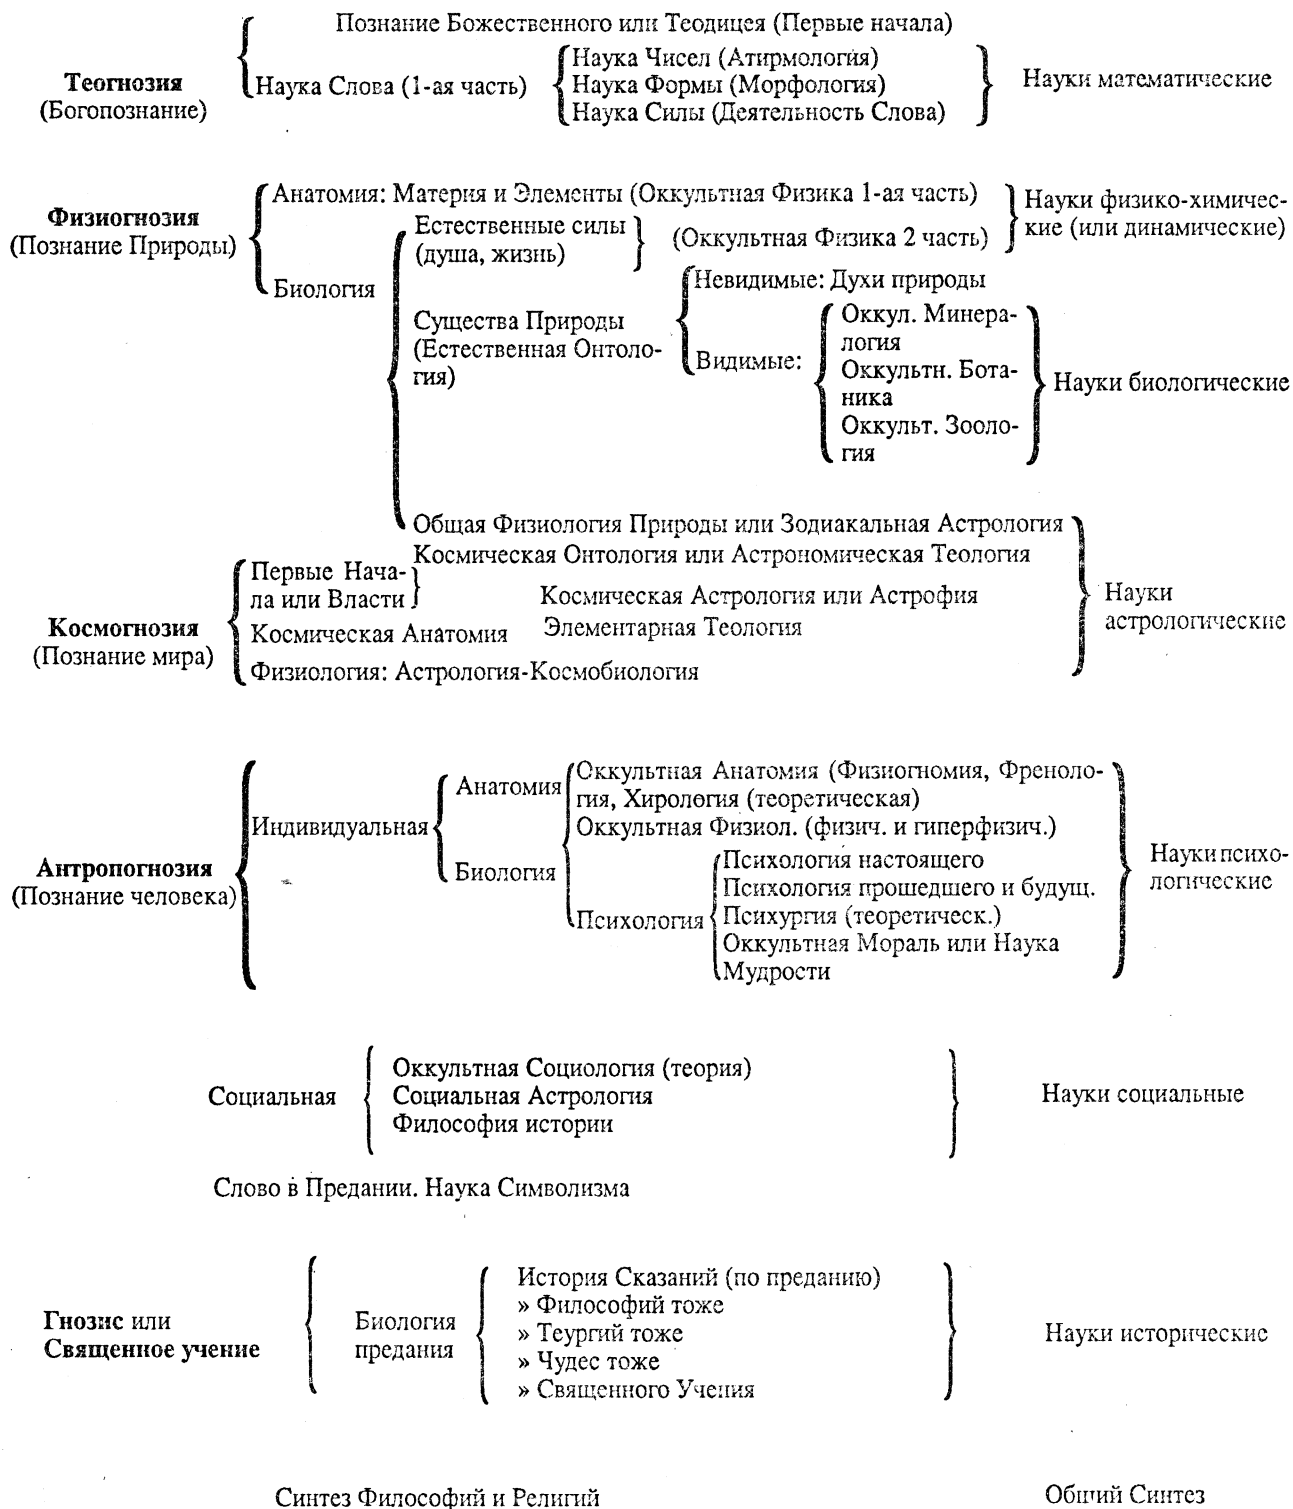 Познание Божественного или Теодицея (Первые начала)
Теогнозия
(Богопознание)
Наука Слова (1-ая часть)
Наука Чисел (Атирмология)
Наука Формы (Морфология)
Наука Силы (Деятельность Слова)
Науки математические
Физиогнозия
(Познание Природы)
Анатомия: Материя и Элементы (Оккультная Физика 1-ая часть)
Науки физико-химичес-
кие (или динамические)
Биология
Естественные силы
(душа, жизнь)
(Оккультная Физика 2 часть)
Существа Природы
(Естественная Онтоло-
гия)
Невидимые: Духи природы
Видимые:
Оккул. Минера-
логия
Оккультн. Бота-
ника
Оккульт. Зооло-
гия
Науки биологические
Общая Физиология Природы или Зодиакальная Астрология
Космическая Онтология или Астрономическая Теология
Космогнозия
(Познание мира)
Первые Нача-
ла или Власти
Космическая Астрология или Астрофия
Космическая Анатомия
Элементарная Теология
Физиология: Астрология-Космобиология
Науки
астрологические
Антропогнозия
(Познание человека)
Индивидуальная
Анатомия
Биология
Оккультная Анатомия (Физиогномия, Френоло-
гия, Хирология (теоретическая)
Оккультная Физиол. (физич. и гиперфизич.)
Психология
Психология настоящего
Психология прошедшего и будущ.
Психургия (теоретическ.)
Оккультная Мораль или Наука
Мудрости
Науки психо-
логические
Социальная
Оккультная Социология (теория)
Социальная Астрология
Философия истории
Науки социальные
Слово в Предании. Наука Символизма
Гнозис или
Священное учение
Биология
предания
История Сказаний (по преданию)
» Философий тоже
» Теургий тоже
» Чудес тоже
» Священного Учения
Науки исторические
Синтез Философий и Религий
Общий Синтез